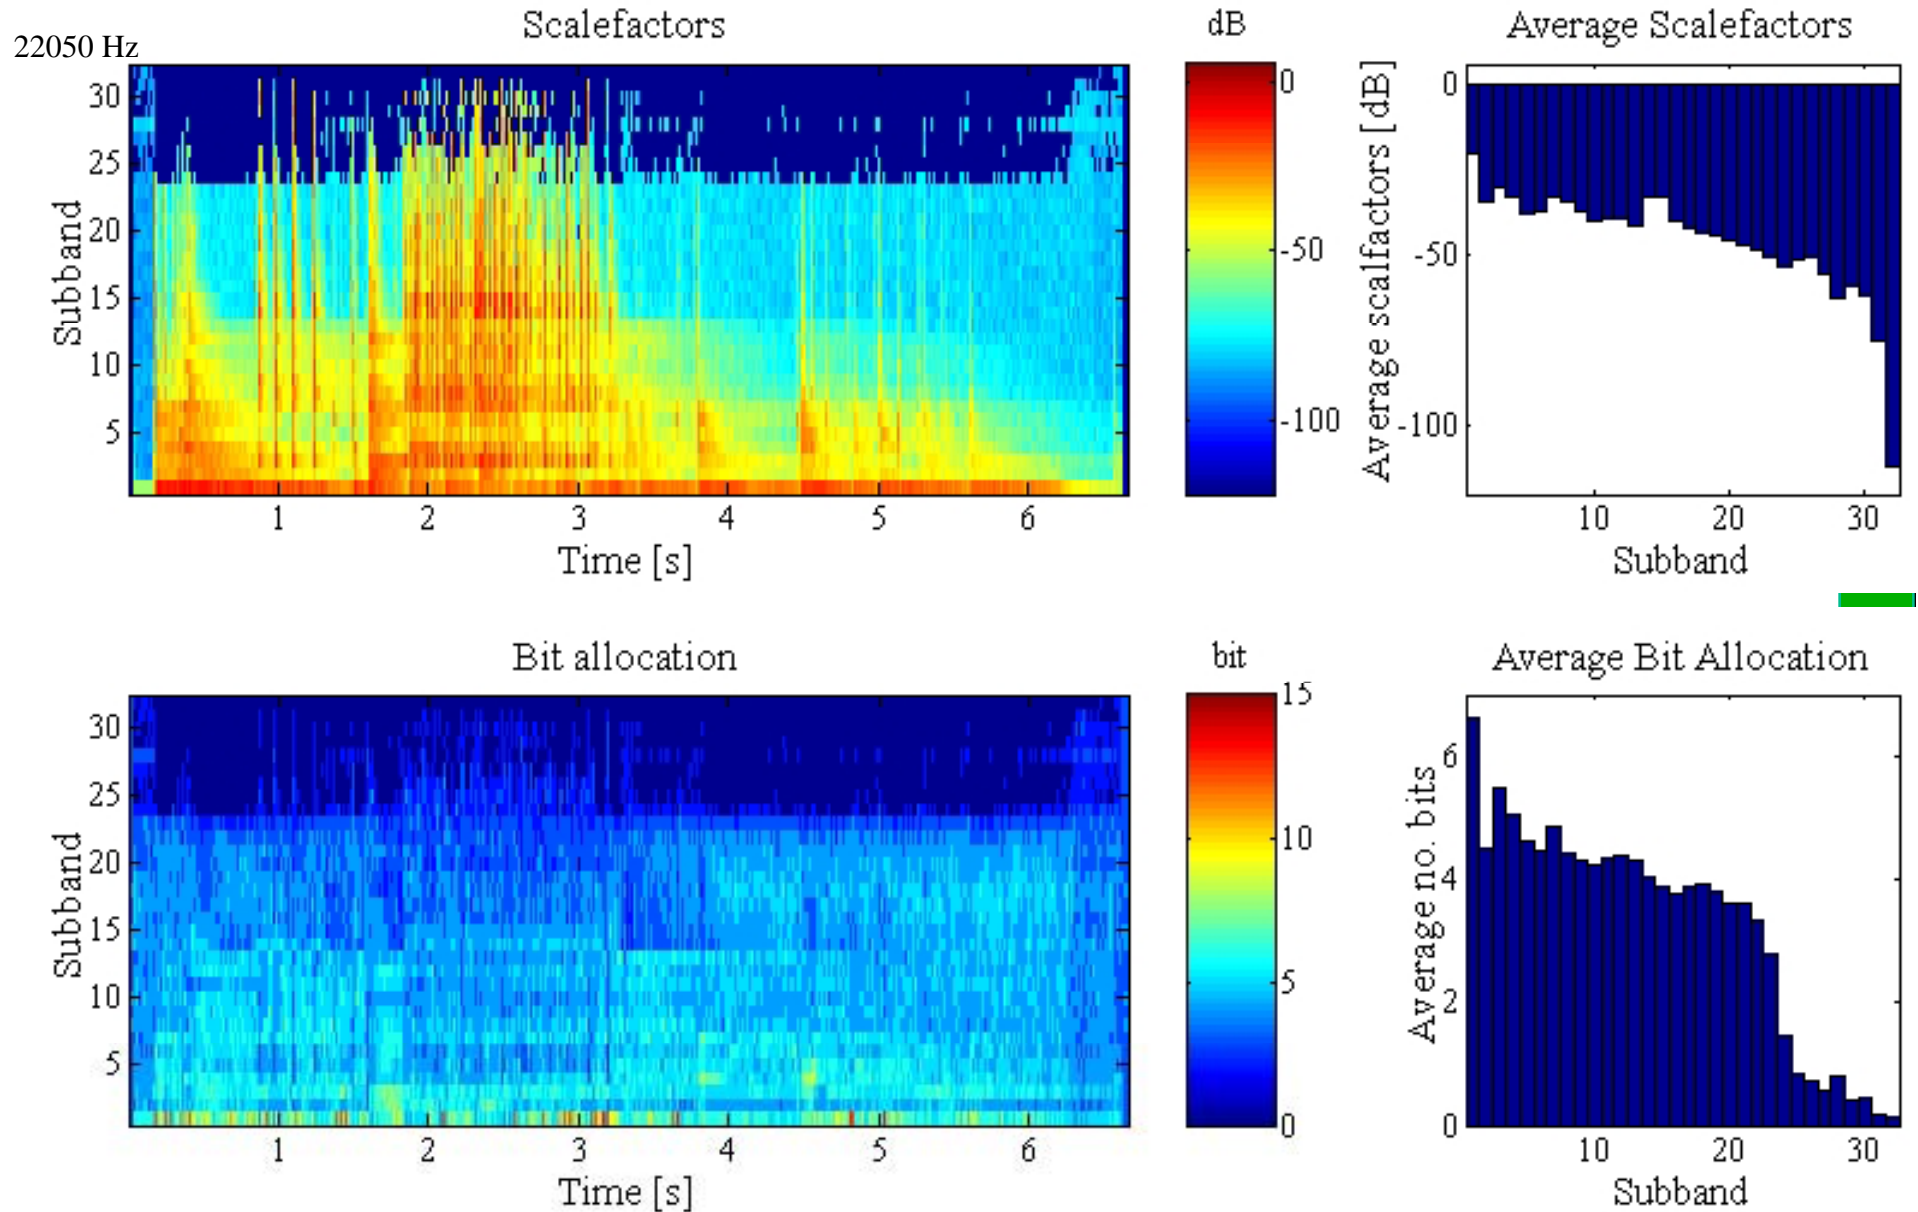 Scalefactors
dB
Average Scalefactors
22050 Hz
30
25
20
15
10
5
Subband
1
2
3
4
5
6
Time [s]
0
-50
-100
Average scalfactors [dB]
0
-50
-100
10
20
30
Subband
Bit allocation
bit
Average Bit Allocation
30
25
20
15
10
5
Subband
1
2
3
4
5
6
Time [s]
15
10
5
0
Average no. bits
6
4
2
0
10
20
30
Subband